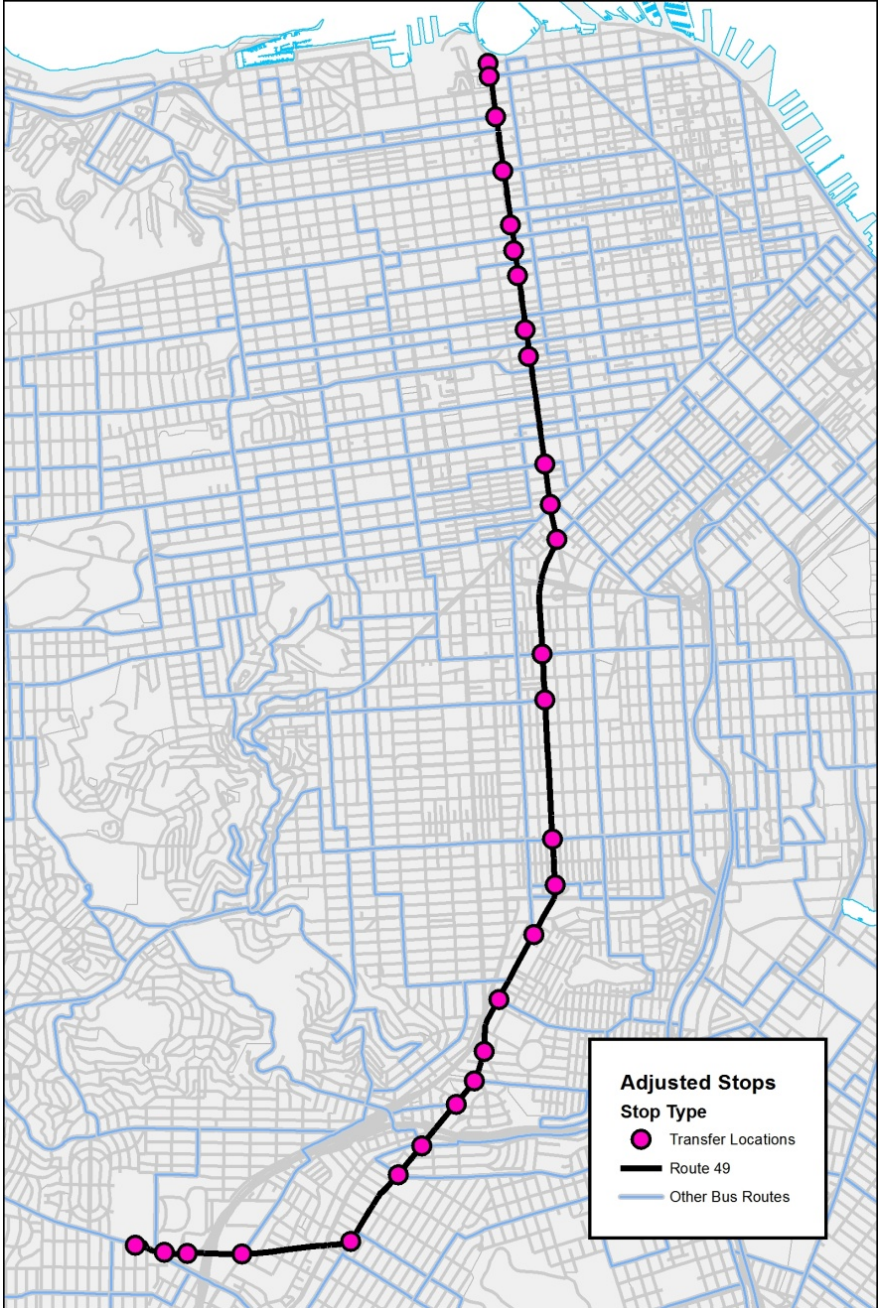 Adjusted Stops
Stop Type
Transfer Locations
Route 49
Other Bus Routes